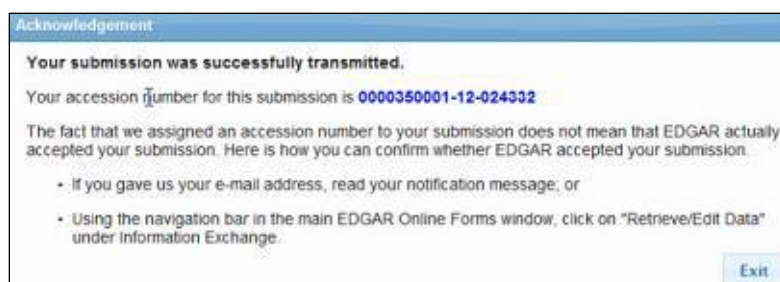 Acknowledgement
Your submission was successfully transmitted.
Your accession number for this submission is 0000350001-12-024332
The fact that we assigned an accession number to your submission does not mean that EDGAR actually
accepted your submission. Here is how you can confirm whether EDGAR accepted your submission.
• If you gave us your e-mail address, read your notification message; or
• Using the navigation bar in the main EDGAR Online Forms window, click on "Retrieve/Edit Data"
under Information Exchange.
Exit